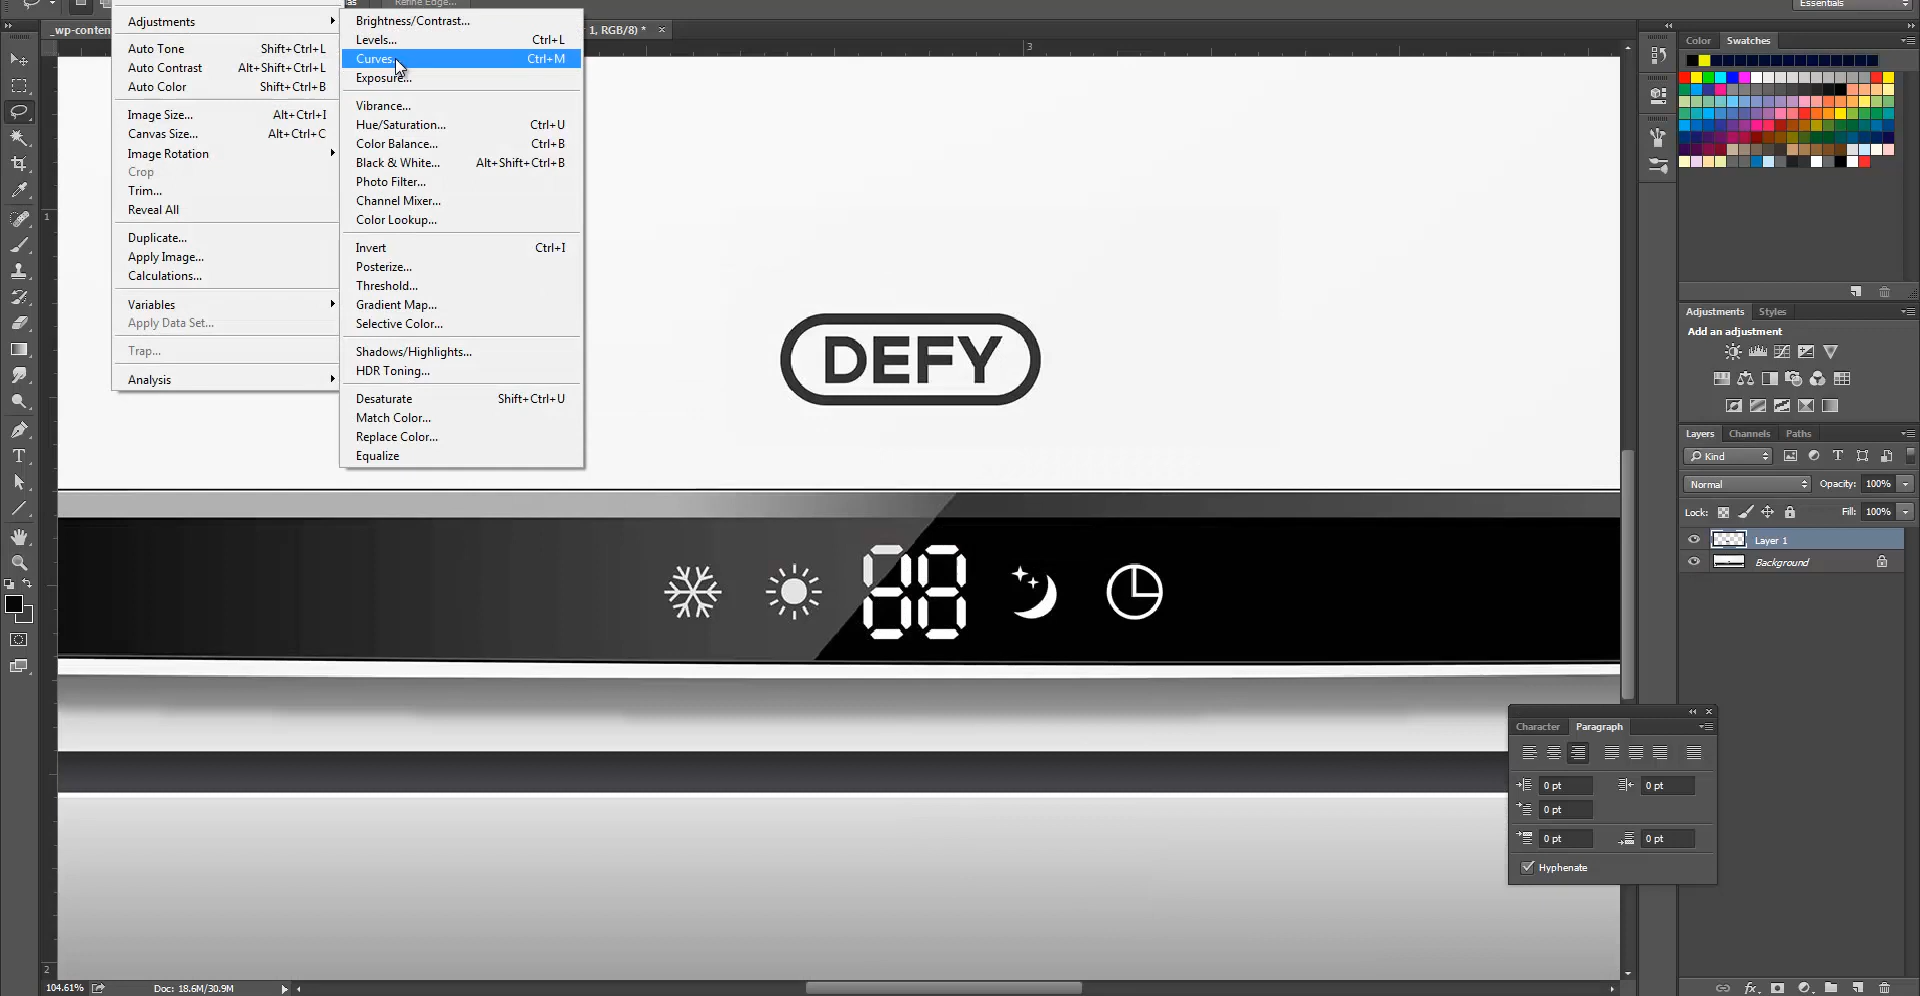 Essentials
_wp-conten
1, RGB/8) *
Adjustments
Auto Tone Shift+Ctrl+L
Auto Contrast Alt+Shift+Ctrl+L
Auto Color Shift+Ctrl+B
Image Size... Alt+Ctrl+I
Canvas Size... Alt+Ctrl+C
Image Rotation
Crop
Trim...
Reveal All
Duplicate...
Apply Image...
Calculations...
Variables
Apply Data Set...
Trap...
Analysis
Brightness/Contrast...
Levels... Ctrl+L
Curves... Ctrl+M
Exposure...
Vibrance...
Hue/Saturation... Ctrl+U
Color Balance... Ctrl+B
Black & White... Alt+Shift+Ctrl+B
Photo Filter...
Channel Mixer...
Color Lookup...
Invert Ctrl+I
Posterize...
Threshold...
Gradient Map...
Selective Color...
Shadows/Highlights...
HDR Toning...
Desaturate Shift+Ctrl+U
Match Color...
Replace Color...
Equalize
3
1
2
DEFY
88
Color Swatches
Adjustments Styles
Add an adjustment
Layers Channels Paths
Kind
Normal Opacity: 100%
Lock: Fill: 100%
Layer 1
Background
Character Paragraph
0 pt 0 pt
0 pt
0 pt 0 pt
Hyphenate
104.61% Doc: 18.6M/30.9M